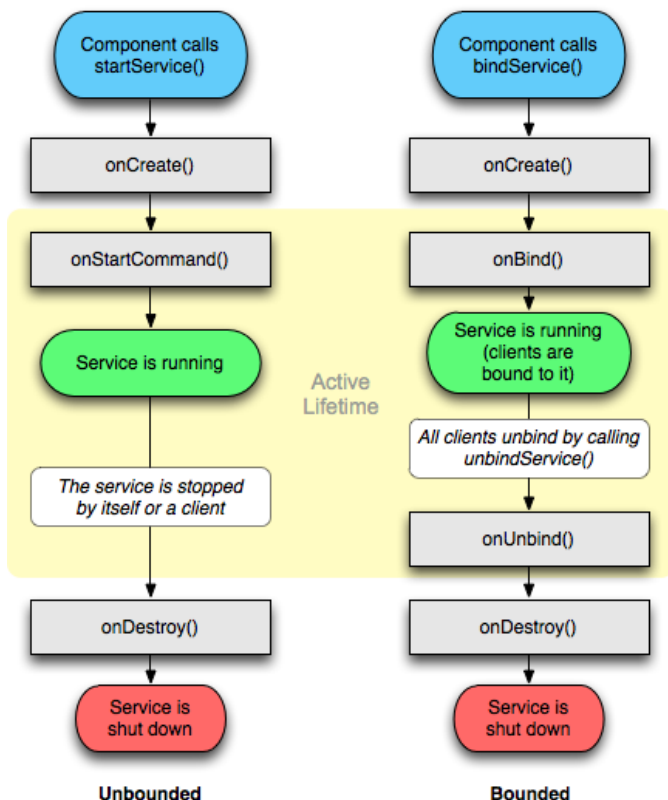 Component calls
startService()
onCreate()
onStartCommand()
Service is running
The service is stopped
by itself or a client
onDestroy()
Service is
shut down
Unbounded
Active
Lifetime
Component calls
bindService()
onCreate()
onBind()
Service is running
(clients are
bound to it)
All clients unbind by calling
unbindService()
onUnbind()
onDestroy()
Service is
shut down
Bounded